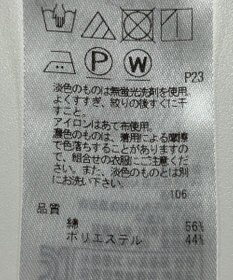 P W
P23
淡色のものは無蛍光洗剤を使用
よくすすぎ、絞りの後すぐに干
すこと。
アイロンはあて布使用。
濃色のものは、着用による摩擦
で色落ちすることがありますの
で、組合せの衣服にご注意くだ
さい。また、淡色のものとは別
にお洗い下さい。
106
品質
綿 56%
ポリエステル 44%